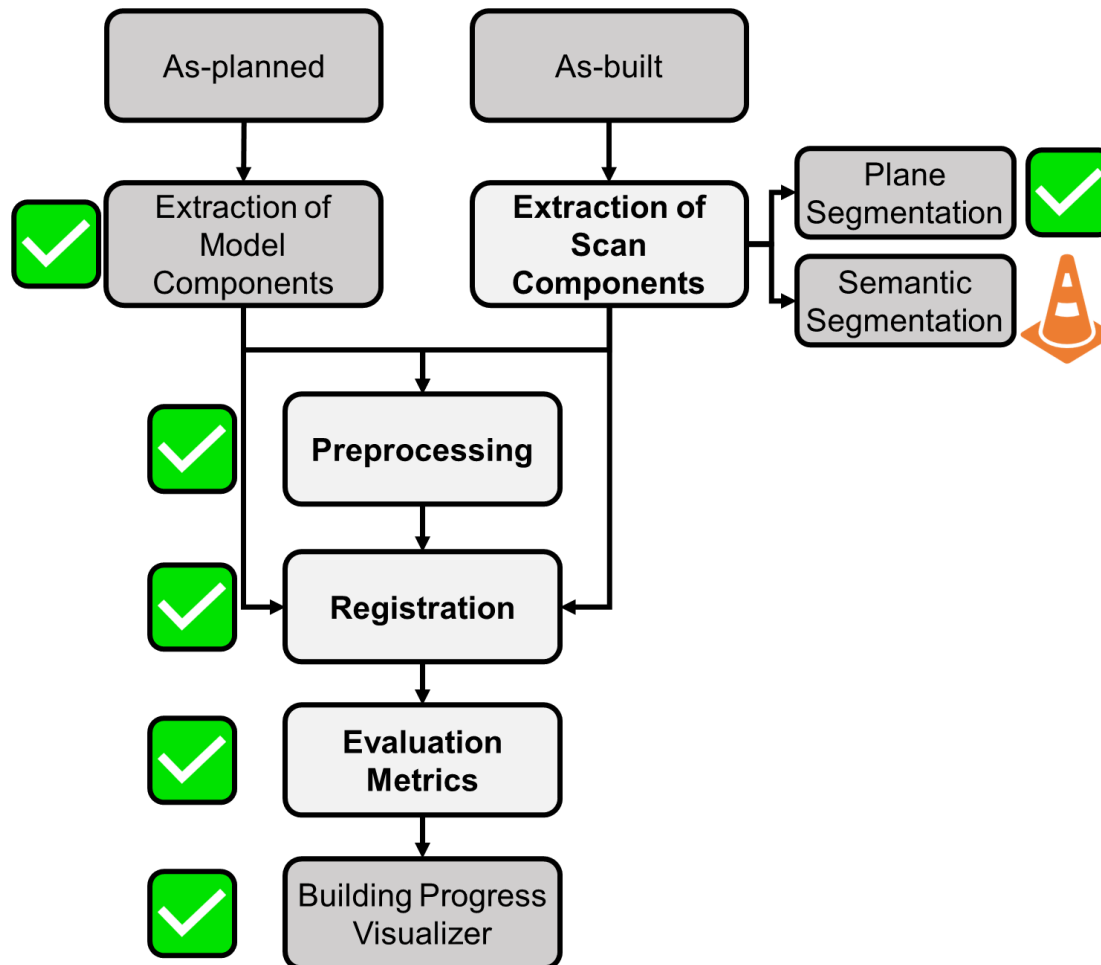 As-planned
As-built
Extraction of
Model
Components
Extraction of
Scan
Components
Plane
Segmentation
Semantic
Segmentation
Preprocessing
Registration
Evaluation
Metrics
Building Progress
Visualizer